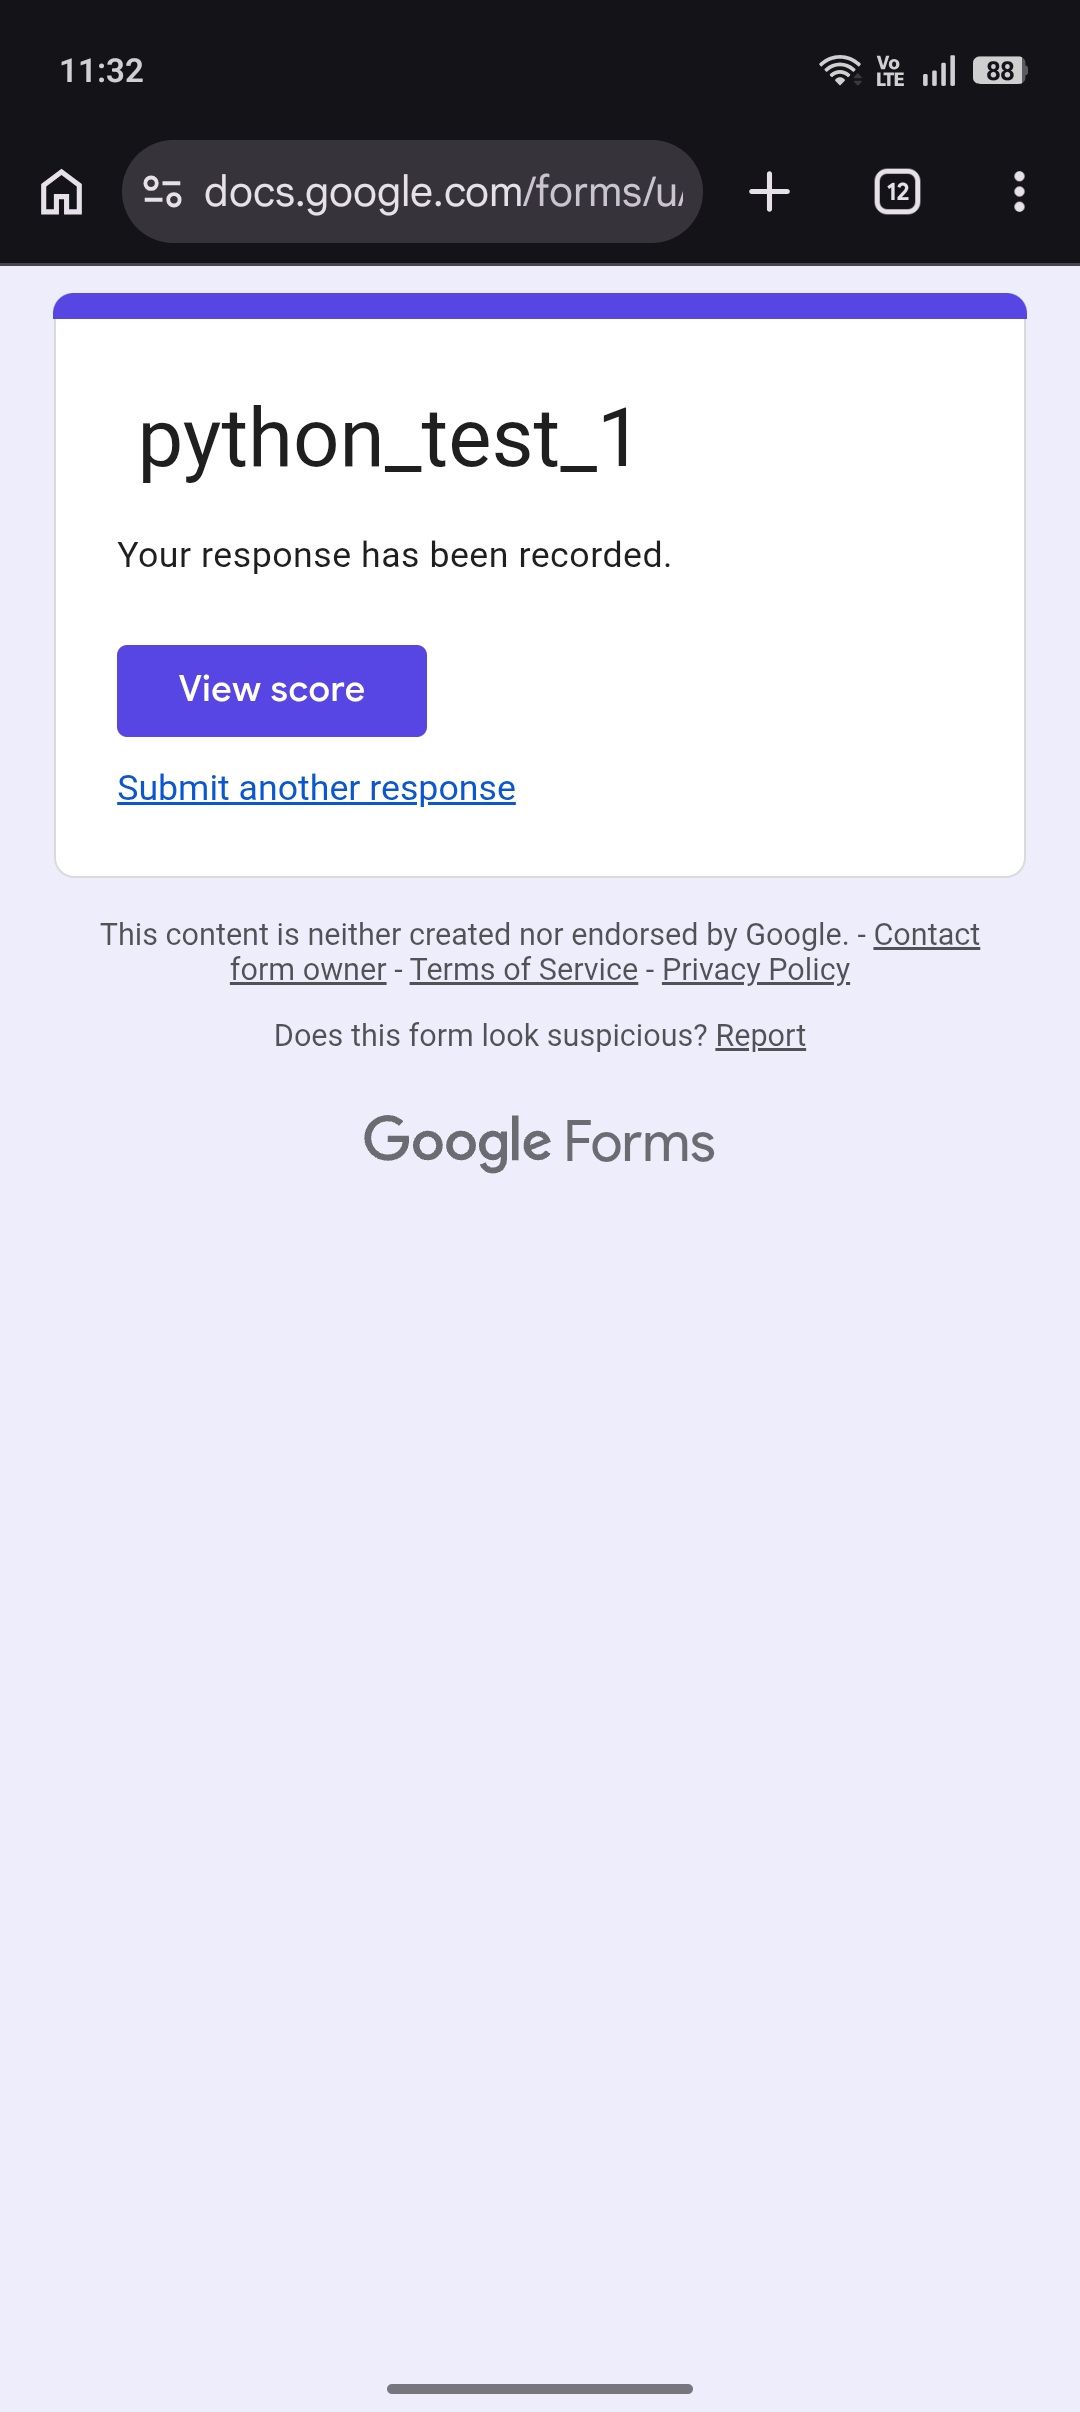 11:32
Vo
LTE
88
docs.google.com/forms/u/
12
python_test_1
Your response has been recorded.
View score
Submit another response
This content is neither created nor endorsed by Google. - Contact
form owner - Terms of Service - Privacy Policy
Does this form look suspicious? Report
Google Forms